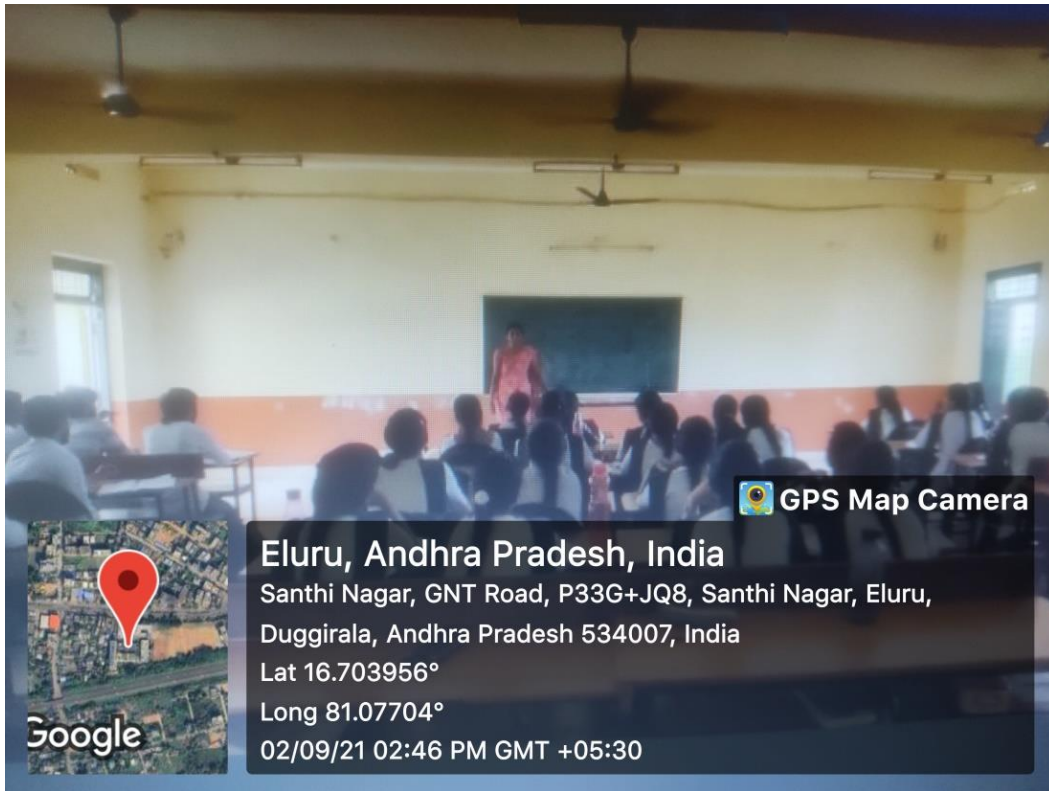 GPS Map Camera
Eluru, Andhra Pradesh, India
Santhi Nagar, GNT Road, P33G+JQ8, Santhi Nagar, Eluru,
Duggirala, Andhra Pradesh 534007, India
Lat 16.703956°
Long 81.07704°
02/09/21 02:46 PM GMT +05:30
Google